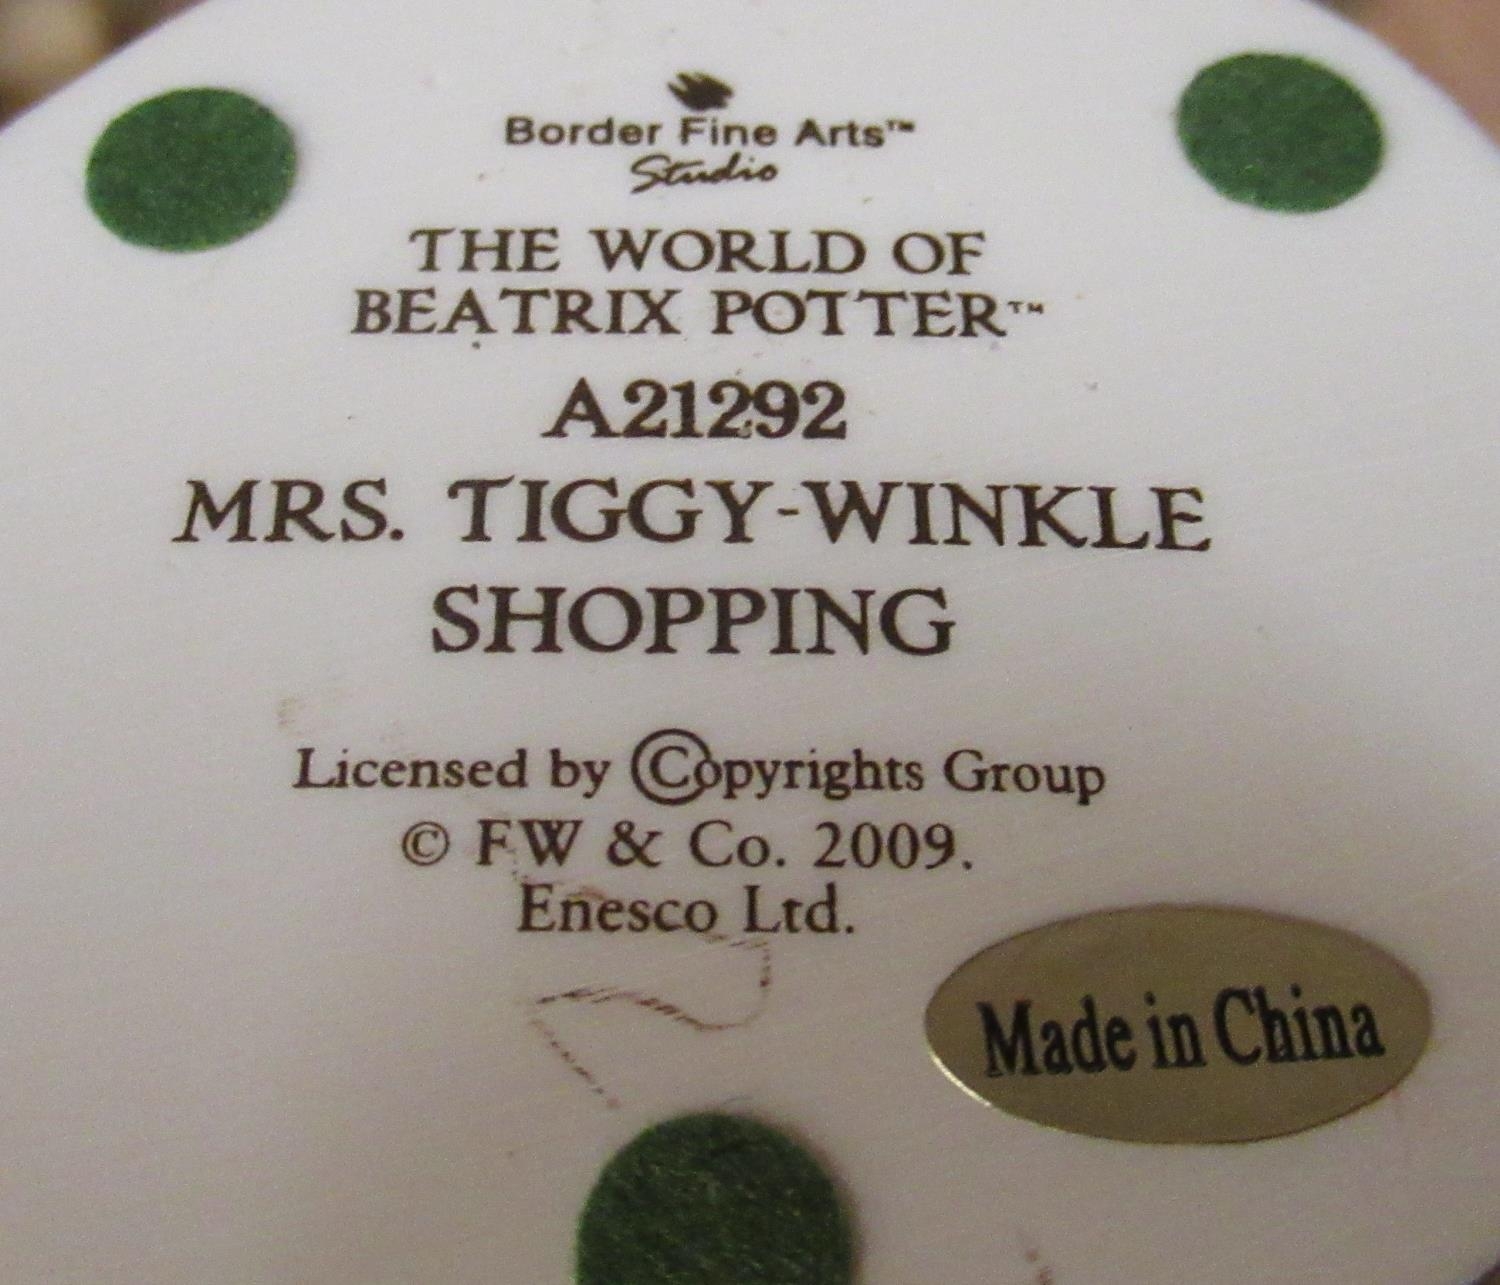 Border Fine Arts™
Studio
THE WORLD OF
BEATRIX POTTER™
A21292
MRS. TIGGY-WINKLE
SHOPPING
Licensed by ©opyrights Group
© FW & Co. 2009.
Enesco Ltd.
Made in China